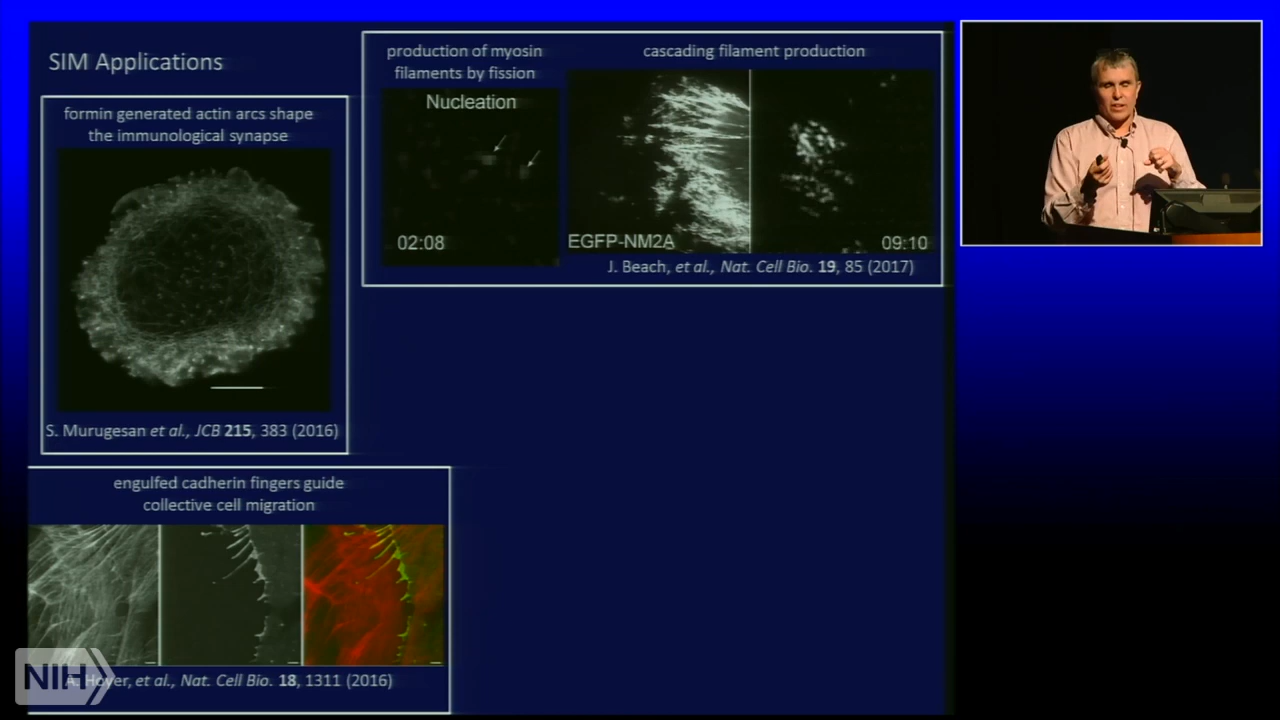 SIM Applications
formin generated actin arcs shape
the immunological synapse
S. Murugesan et al., JCB 215, 383 (2016)
production of myosin
filaments by fission
Nucleation
02:08
cascading filament production
EGFP-NM2A
09:10
J. Beach, et al., Nat. Cell Bio. 19, 85 (2017)
engulfed cadherin fingers guide
collective cell migration
A. Hoyer, et al., Nat. Cell Bio. 18, 1311 (2016)
NIH